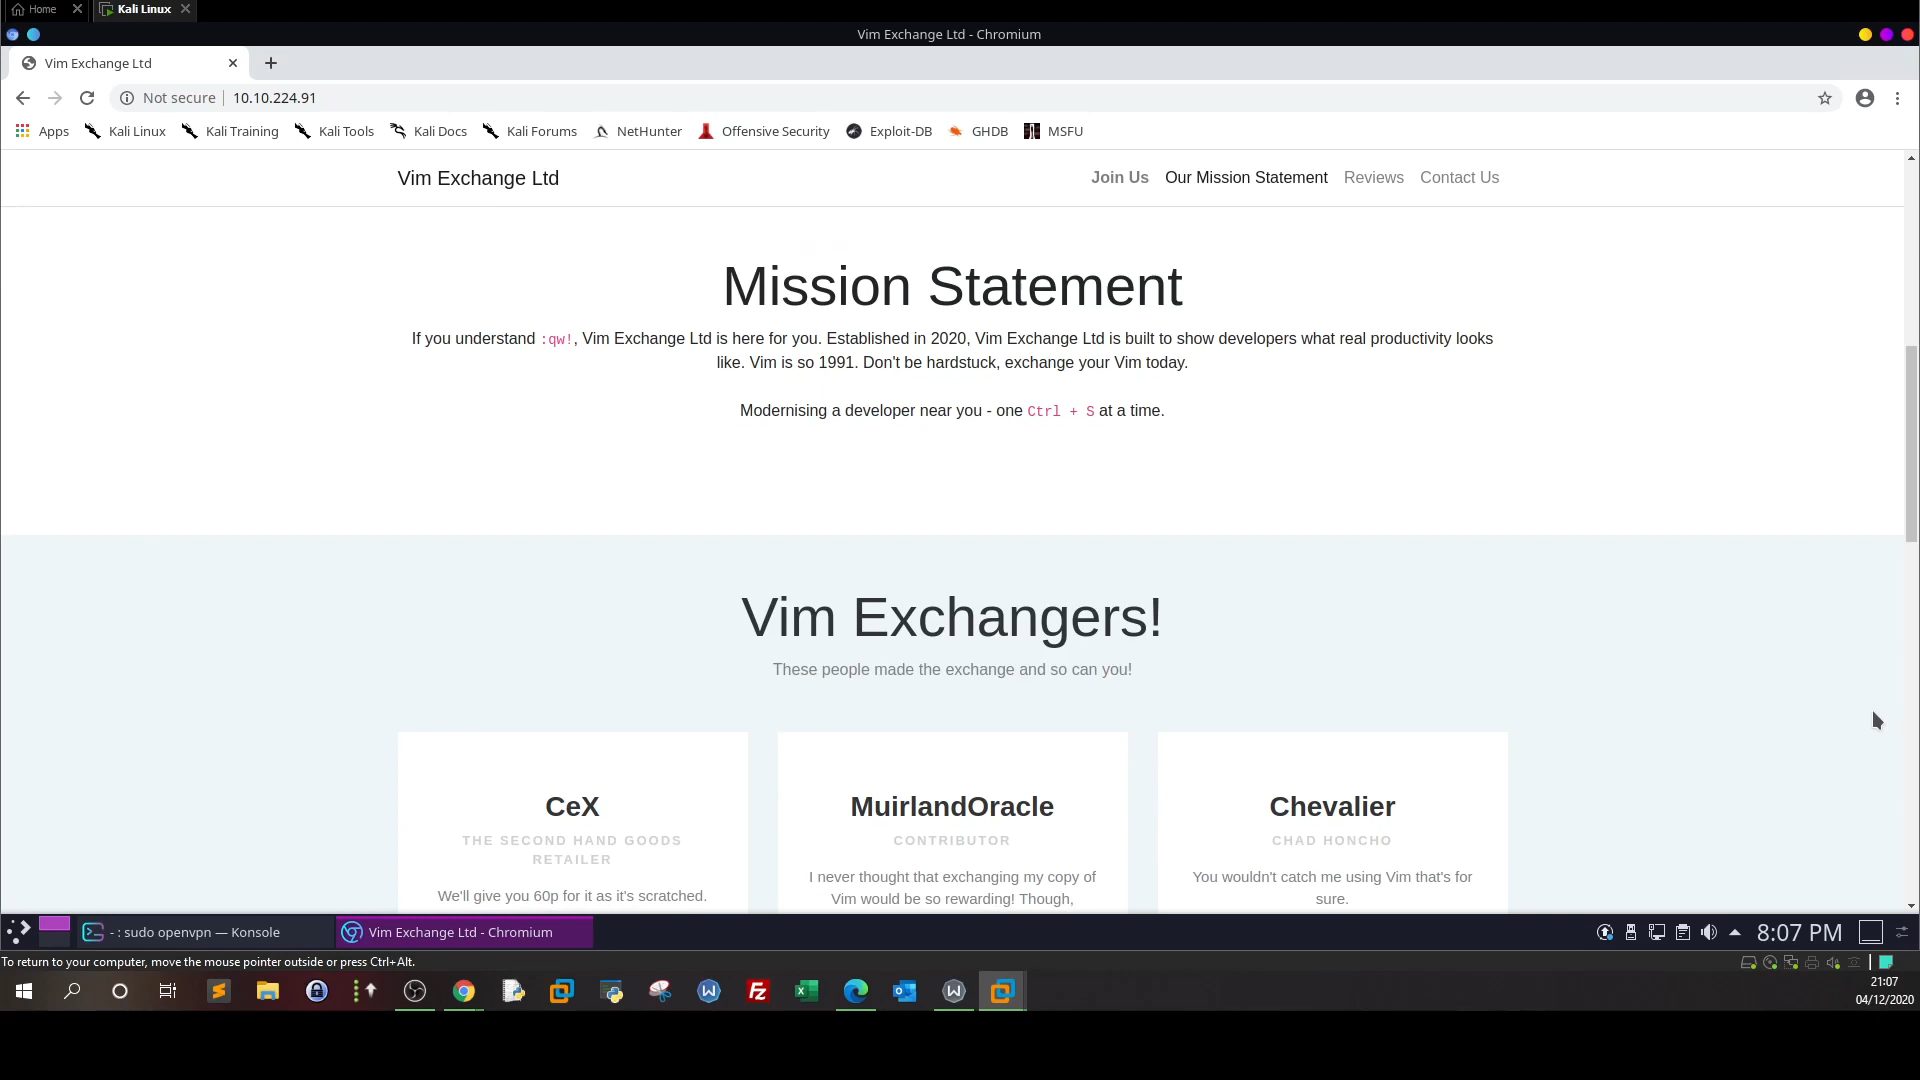 Home
Kali Linux
Vim Exchange Ltd - Chromium
Vim Exchange Ltd
Not secure
10.10.224.91
Apps
Kali Linux
Kali Training
Kali Tools
Kali Docs
Kali Forums
NetHunter
Offensive Security
Exploit-DB
GHDB
MSFU
Vim Exchange Ltd
Join Us
Our Mission Statement
Reviews
Contact Us
Mission Statement
If you understand :qw!, Vim Exchange Ltd is here for you. Established in 2020, Vim Exchange Ltd is built to show developers what real productivity looks
like. Vim is so 1991. Don't be hardstuck, exchange your Vim today.
Modernising a developer near you - one Ctrl + S at a time.
Vim Exchangers!
These people made the exchange and so can you!
CeX
THE SECOND HAND GOODS
RETAILER
We'll give you 60p for it as it's scratched.
MuirlandOracle
CONTRIBUTOR
I never thought that exchanging my copy of
Vim would be so rewarding! Though,
Chevalier
CHAD HONCHO
You wouldn't catch me using Vim that's for
sure.
- : sudo openvpn — Konsole
Vim Exchange Ltd - Chromium
8:07 PM
To return to your computer, move the mouse pointer outside or press Ctrl+Alt.
21:07
04/12/2020